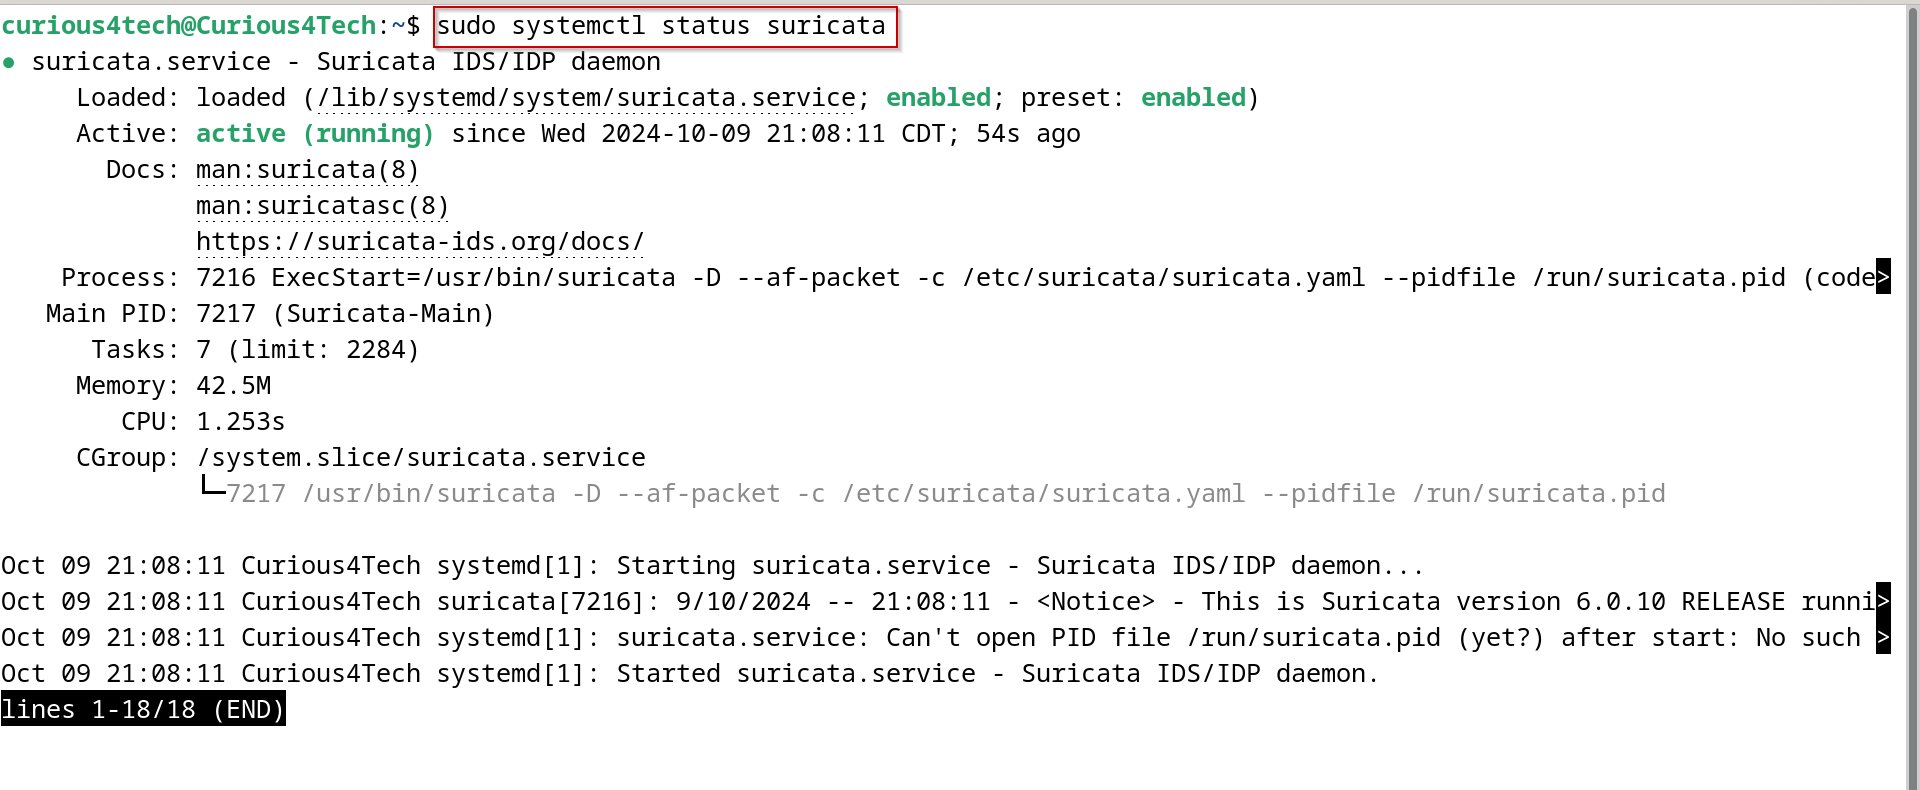 curious4tech@Curious4Tech:~$ sudo systemctl status suricata
● suricata.service - Suricata IDS/IDP daemon
     Loaded: loaded (/lib/systemd/system/suricata.service; enabled; preset: enabled)
     Active: active (running) since Wed 2024-10-09 21:08:11 CDT; 54s ago
       Docs: man:suricata(8)
             man:suricatasc(8)
             https://suricata-ids.org/docs/
    Process: 7216 ExecStart=/usr/bin/suricata -D --af-packet -c /etc/suricata/suricata.yaml --pidfile /run/suricata.pid (code>
   Main PID: 7217 (Suricata-Main)
      Tasks: 7 (limit: 2284)
     Memory: 42.5M
        CPU: 1.253s
     CGroup: /system.slice/suricata.service
             └─7217 /usr/bin/suricata -D --af-packet -c /etc/suricata/suricata.yaml --pidfile /run/suricata.pid
Oct 09 21:08:11 Curious4Tech systemd[1]: Starting suricata.service - Suricata IDS/IDP daemon...
Oct 09 21:08:11 Curious4Tech suricata[7216]: 9/10/2024 -- 21:08:11 - <Notice> - This is Suricata version 6.0.10 RELEASE runni>
Oct 09 21:08:11 Curious4Tech systemd[1]: suricata.service: Can't open PID file /run/suricata.pid (yet?) after start: No such >
Oct 09 21:08:11 Curious4Tech systemd[1]: Started suricata.service - Suricata IDS/IDP daemon.
lines 1-18/18 (END)